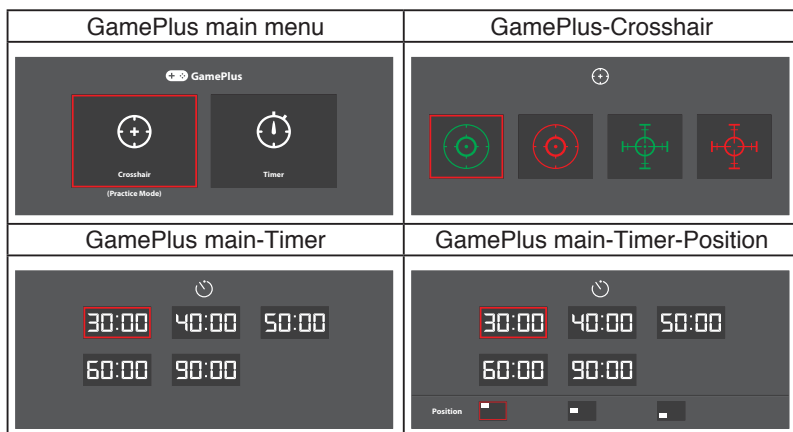 GamePlus main menu
GamePlus-Crosshair
GamePlus
Crosshair
Timer
(Practice Mode)
GamePlus main-Timer
GamePlus main-Timer-Position
30:00 40:00 50:00
60:00 90:00
30:00 40:00 50:00
60:00 90:00
Position